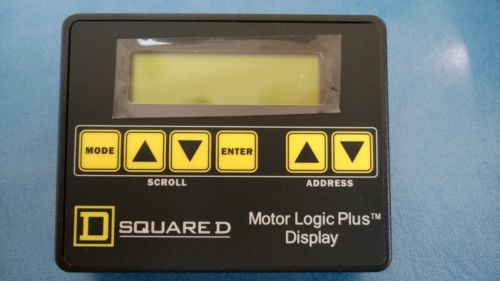 MODE ENTER
SCROLL ADDRESS
D SQUARE D
Motor Logic Plus™
Display